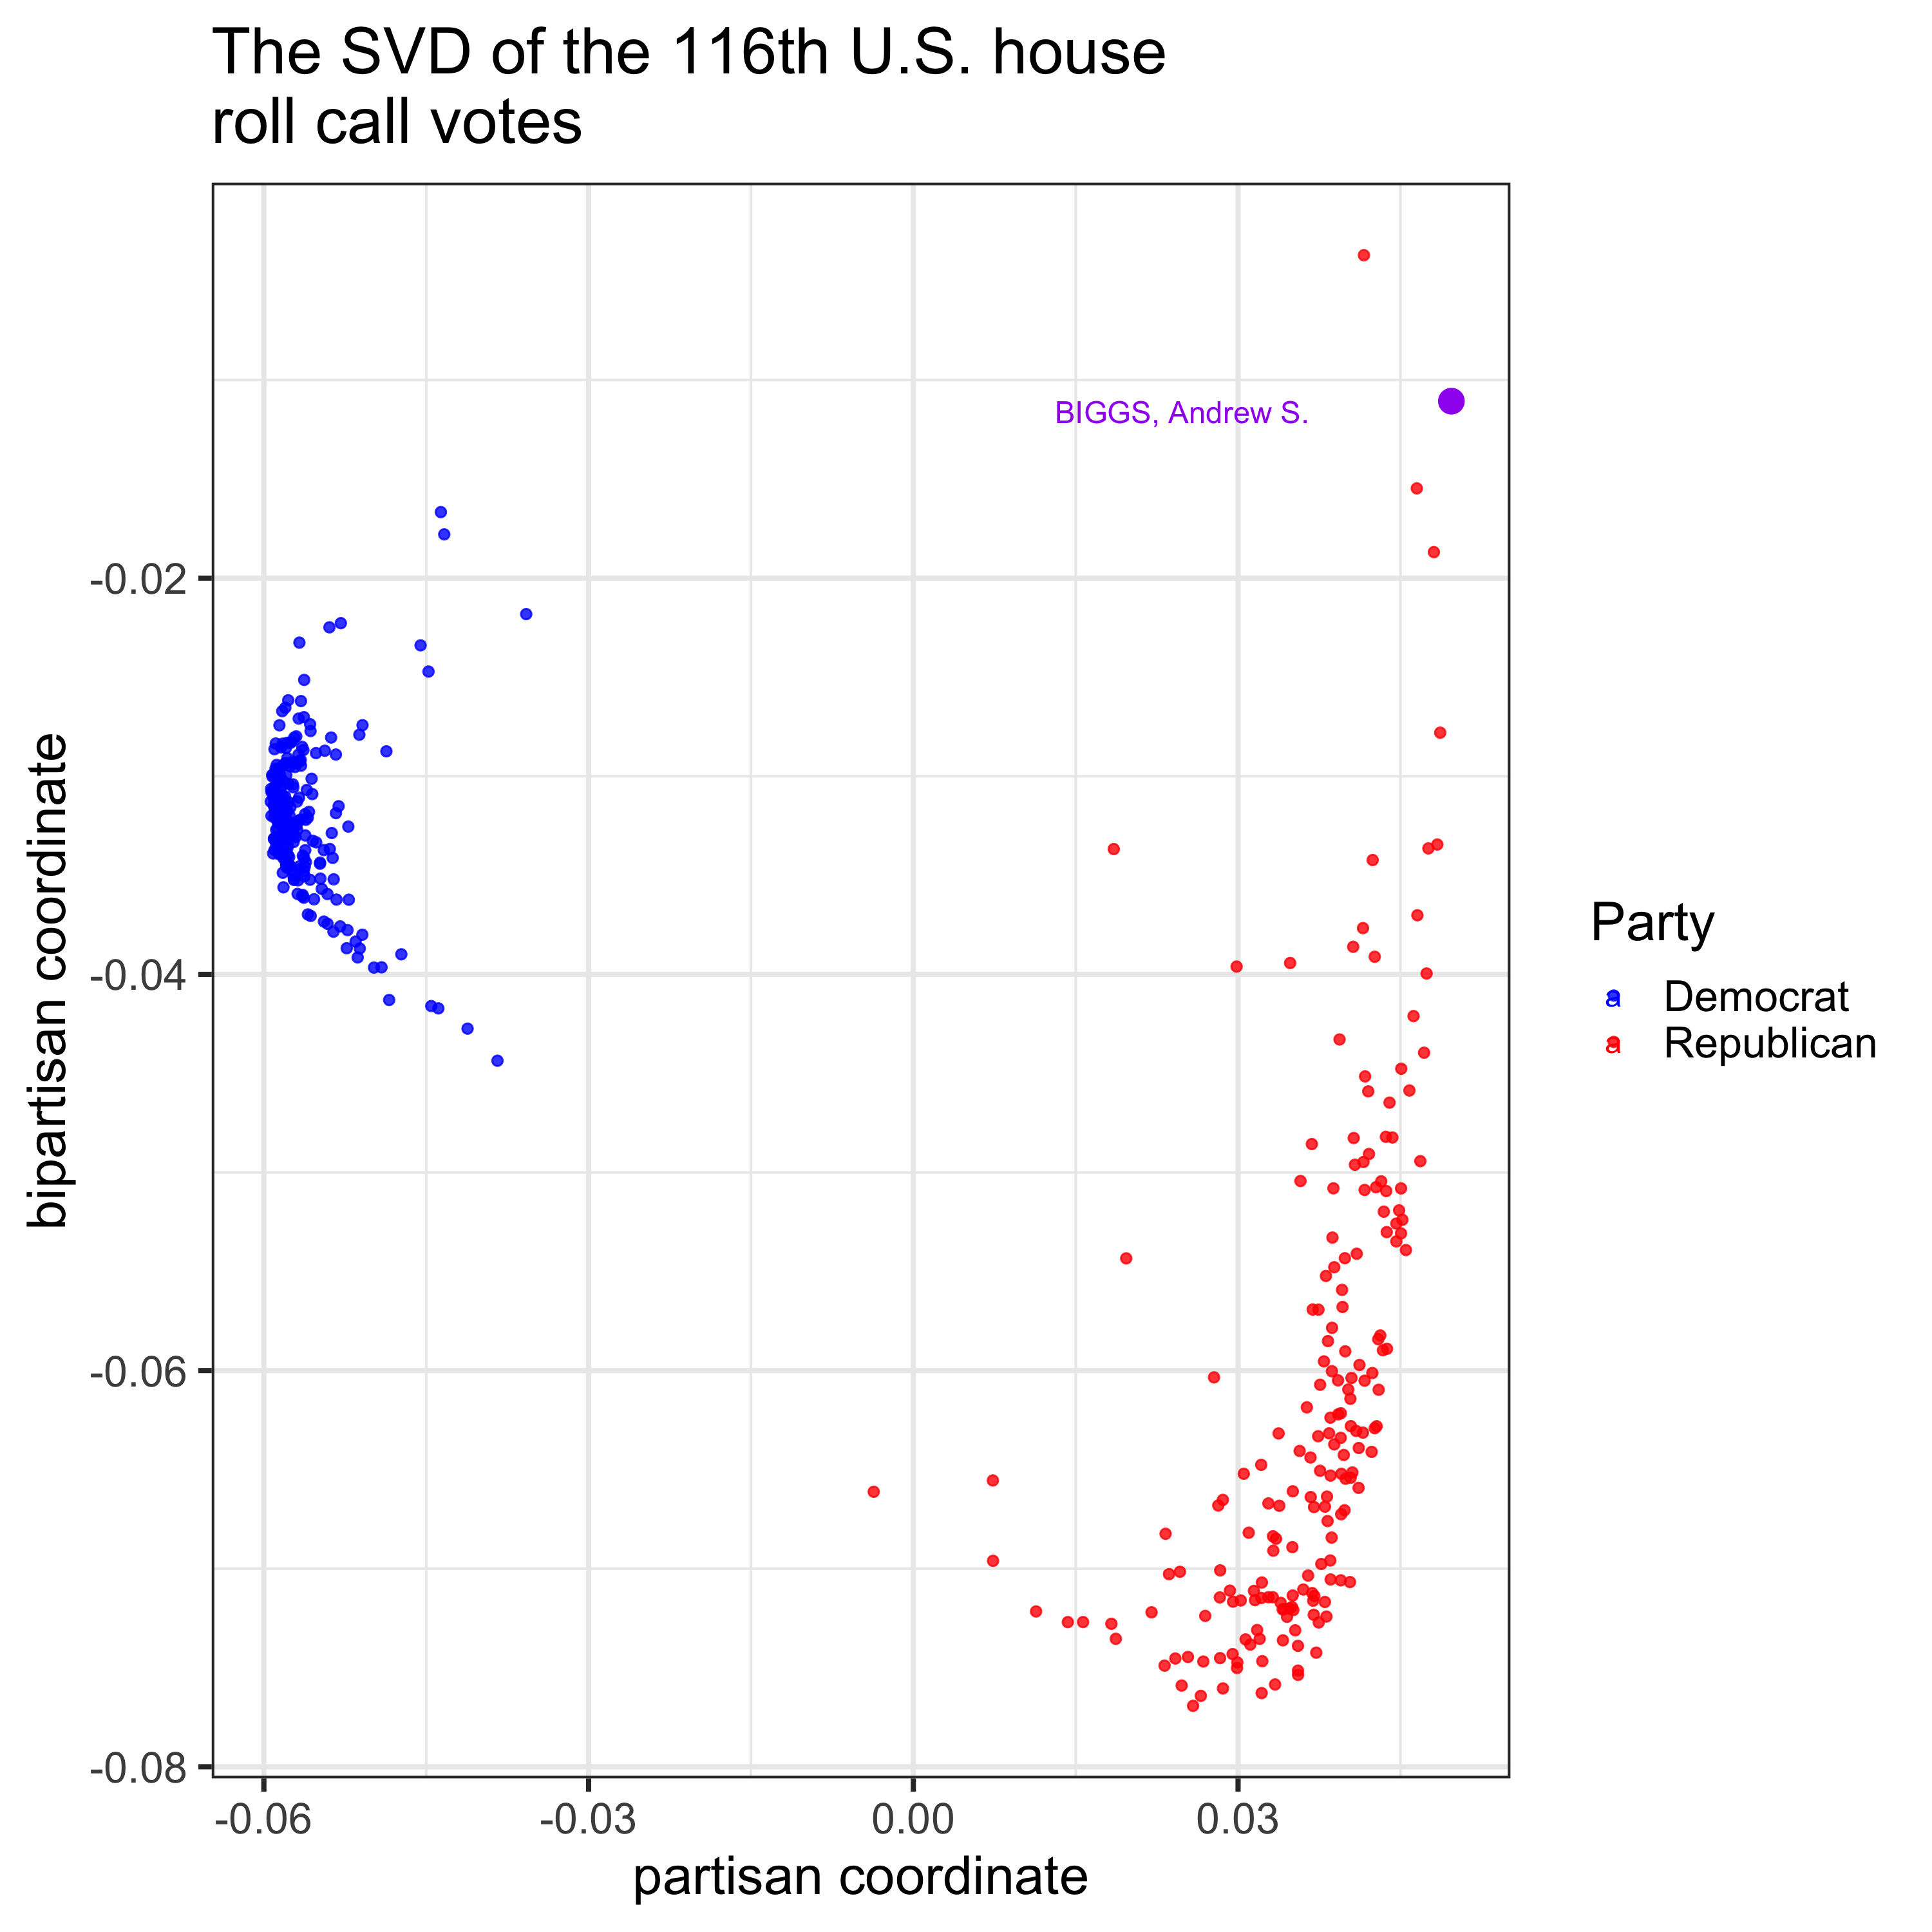 The SVD of the 116th U.S. house
roll call votes
BIGGS, Andrew S.
-0.02
-0.04
-0.06
-0.08
bipartisan coordinate
-0.06
-0.03
0.00
0.03
partisan coordinate
Party
a Democrat
a Republican